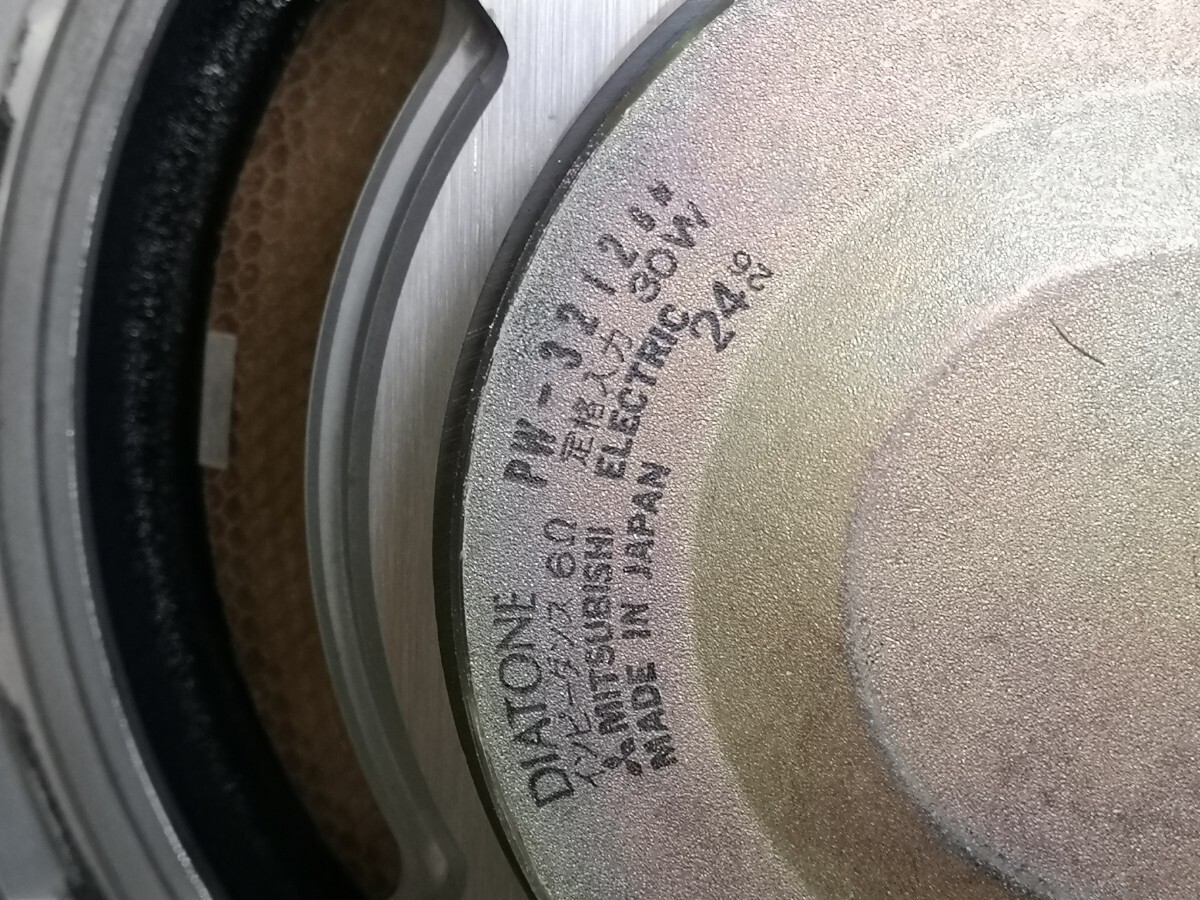 DIATONE PW-3212
インピーダンス 6Ω 定格入力 30W
MITSUBISHI ELECTRIC
MADE IN JAPAN 24